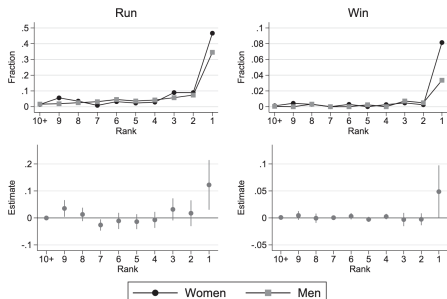 Run
Win
Fraction
.5
.4
.3
.2
.1
0
10+ 9 8 7 6 5 4 3 2 1
Rank
Fraction
.1
.08
.06
.04
.02
0
10+ 9 8 7 6 5 4 3 2 1
Rank
Estimate
.2
.1
0
-.1
10+ 9 8 7 6 5 4 3 2 1
Rank
Estimate
.1
.05
0
-.05
10+ 9 8 7 6 5 4 3 2 1
Rank
Women Men